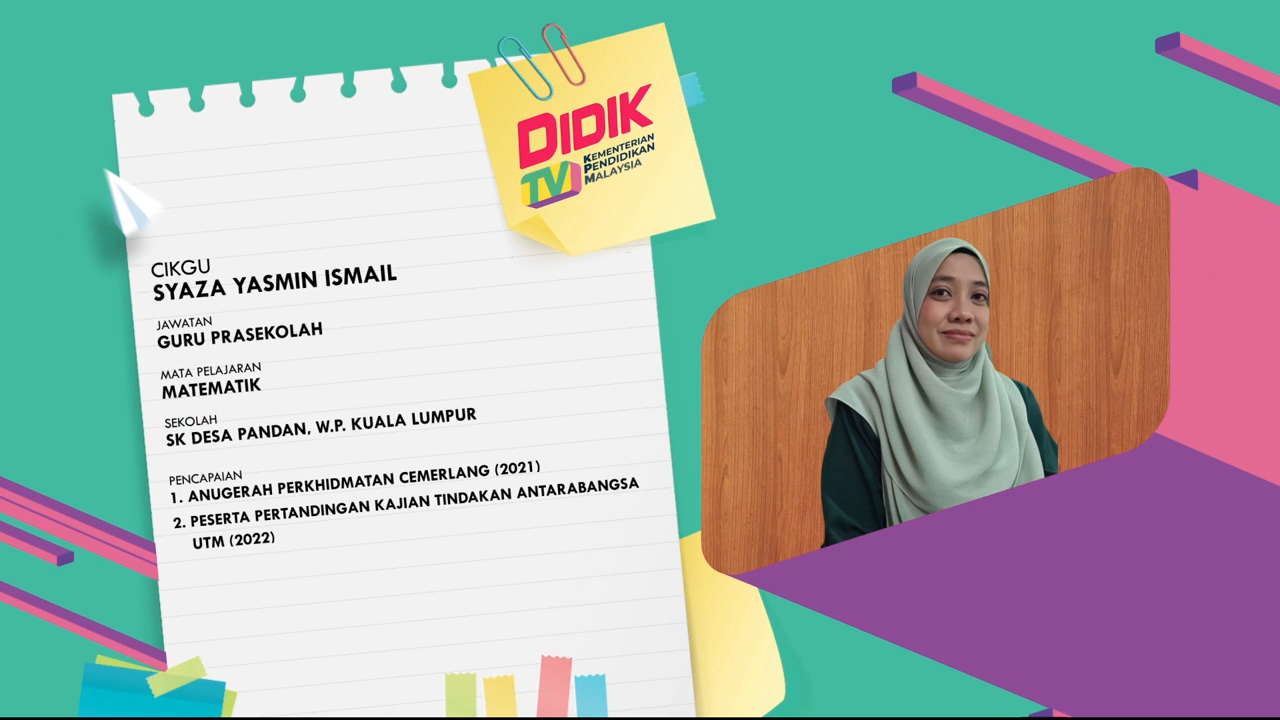 DIDIK
TV
KEMENTERIAN
PENDIDIKAN
MALAYSIA
CIKGU
SYAZA YASMIN ISMAIL
JAWATAN
GURU PRASEKOLAH
MATA PELAJARAN
MATEMATIK
SEKOLAH
SK DESA PANDAN, W.P. KUALA LUMPUR
PENCAPAIAN
1. ANUGERAH PERKHIDMATAN CEMERLANG (2021)
2. PESERTA PERTANDINGAN KAJIAN TINDAKAN ANTARABANGSA
UTM (2022)